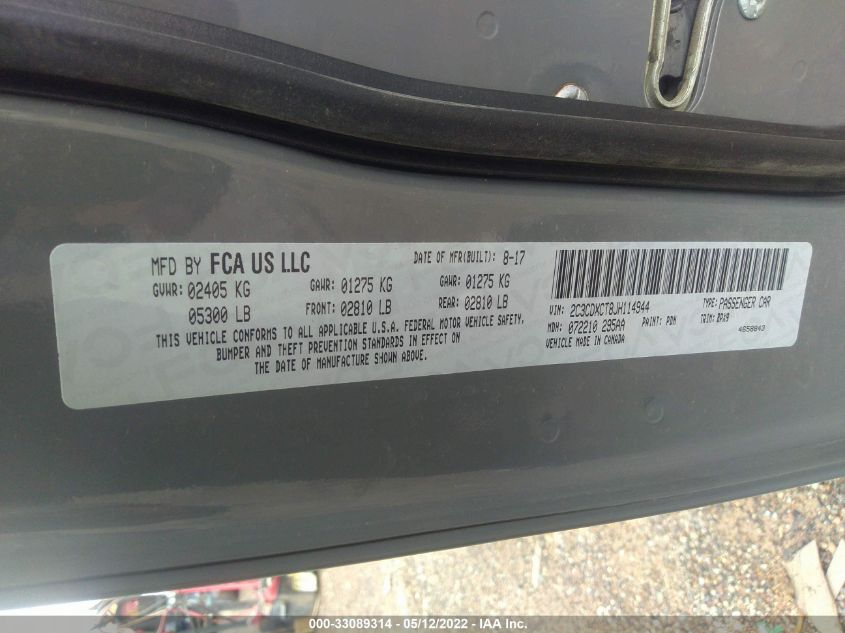 MFD BY FCA US LLC
DATE OF MFR(BUILT): 8-17
GVWR: 02405 KG
GAWR: 01275 KG
GAWR: 01275 KG
05300 LB
FRONT: 02810 LB
REAR: 02810 LB
THIS VEHICLE CONFORMS TO ALL APPLICABLE U.S.A. FEDERAL MOTOR VEHICLE SAFETY,
BUMPER AND THEFT PREVENTION STANDARDS IN EFFECT ON
THE DATE OF MANUFACTURE SHOWN ABOVE.
VIN: 2C3CDXCT8JH114944
TYPE: PASSENGER CAR
MDH: 072210 295AA
PAINT: PDN
TRIM:
VEHICLE MADE IN CANADA
4658843
000-33089314 - 05/12/2022 - IAA Inc.